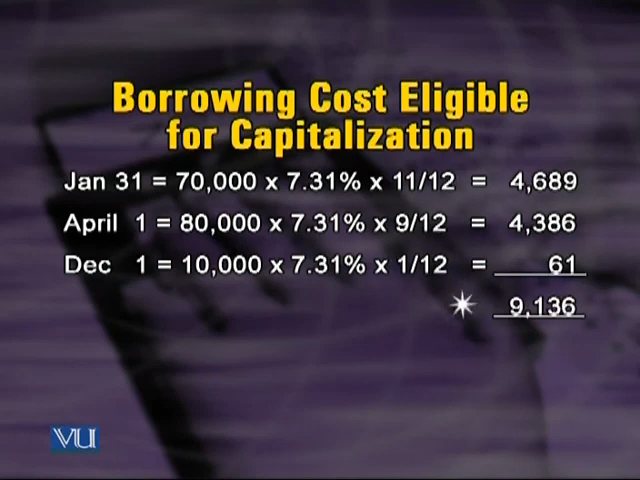 Borrowing Cost Eligible
for Capitalization
Jan 31 = 70,000 x 7.31% x 11/12 = 4,689
April 1 = 80,000 x 7.31% x 9/12 = 4,386
Dec 1 = 10,000 x 7.31% x 1/12 = 61
9,136
VU